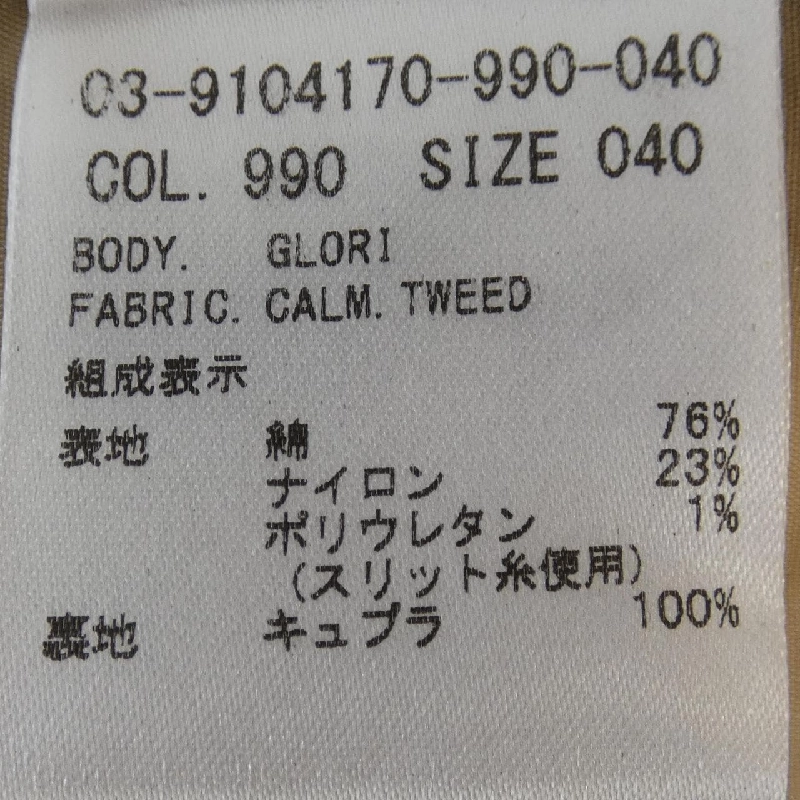 03-9104170-990-040
COL. 990 SIZE 040
BODY. GLORI
FABRIC. CALM. TWEED
組成表示
表地 綿 76%
ナイロン 23%
ポリウレタン 1%
(スリット糸使用)
裏地 キュプラ 100%